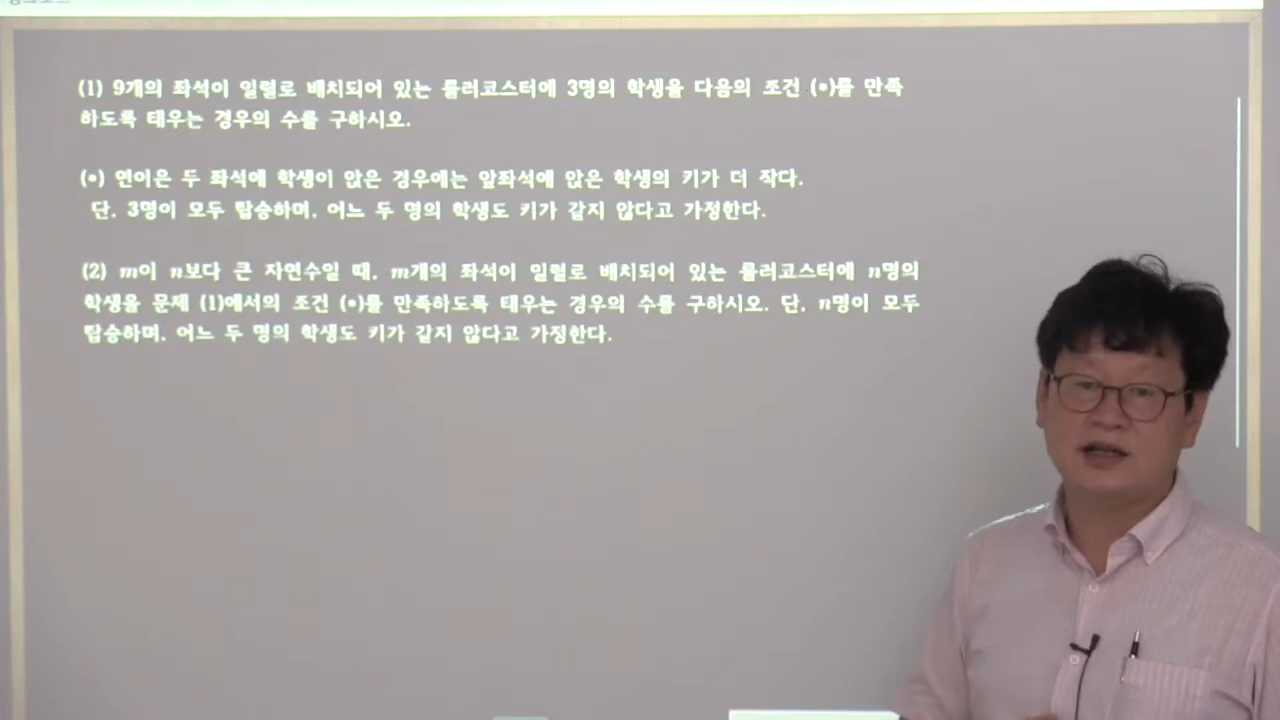 (1) 9개의 좌석이 일렬로 배치되어 있는 롤러코스터에 3명의 학생을 다음의 조건 (*)를 만족
하도록 태우는 경우의 수를 구하시오.
(*) 연이은 두 좌석에 학생이 앉은 경우에는 앞좌석에 앉은 학생의 키가 더 작다.
단, 3명이 모두 탑승하며, 어느 두 명의 학생도 키가 같지 않다고 가정한다.
(2) m이 n보다 큰 자연수일 때, m개의 좌석이 일렬로 배치되어 있는 롤러코스터에 n명의
학생을 문제 (1)에서의 조건 (*)를 만족하도록 태우는 경우의 수를 구하시오. 단, n명이 모두
탑승하며, 어느 두 명의 학생도 키가 같지 않다고 가정한다.